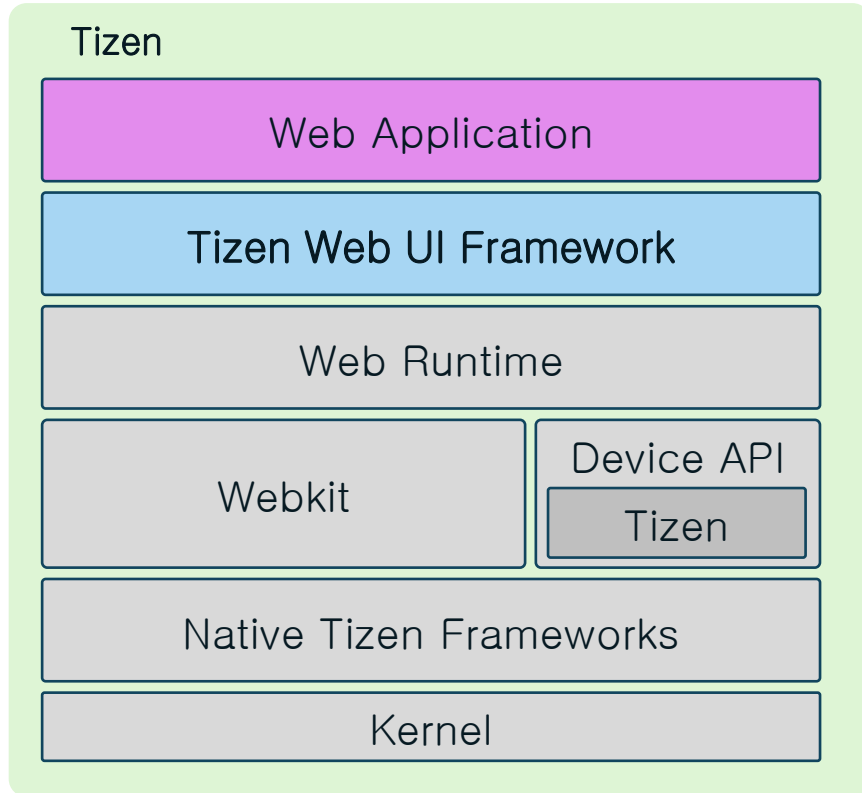 Tizen
Web Application
Tizen Web UI Framework
Web Runtime
Webkit
Device API
Tizen
Native Tizen Frameworks
Kernel